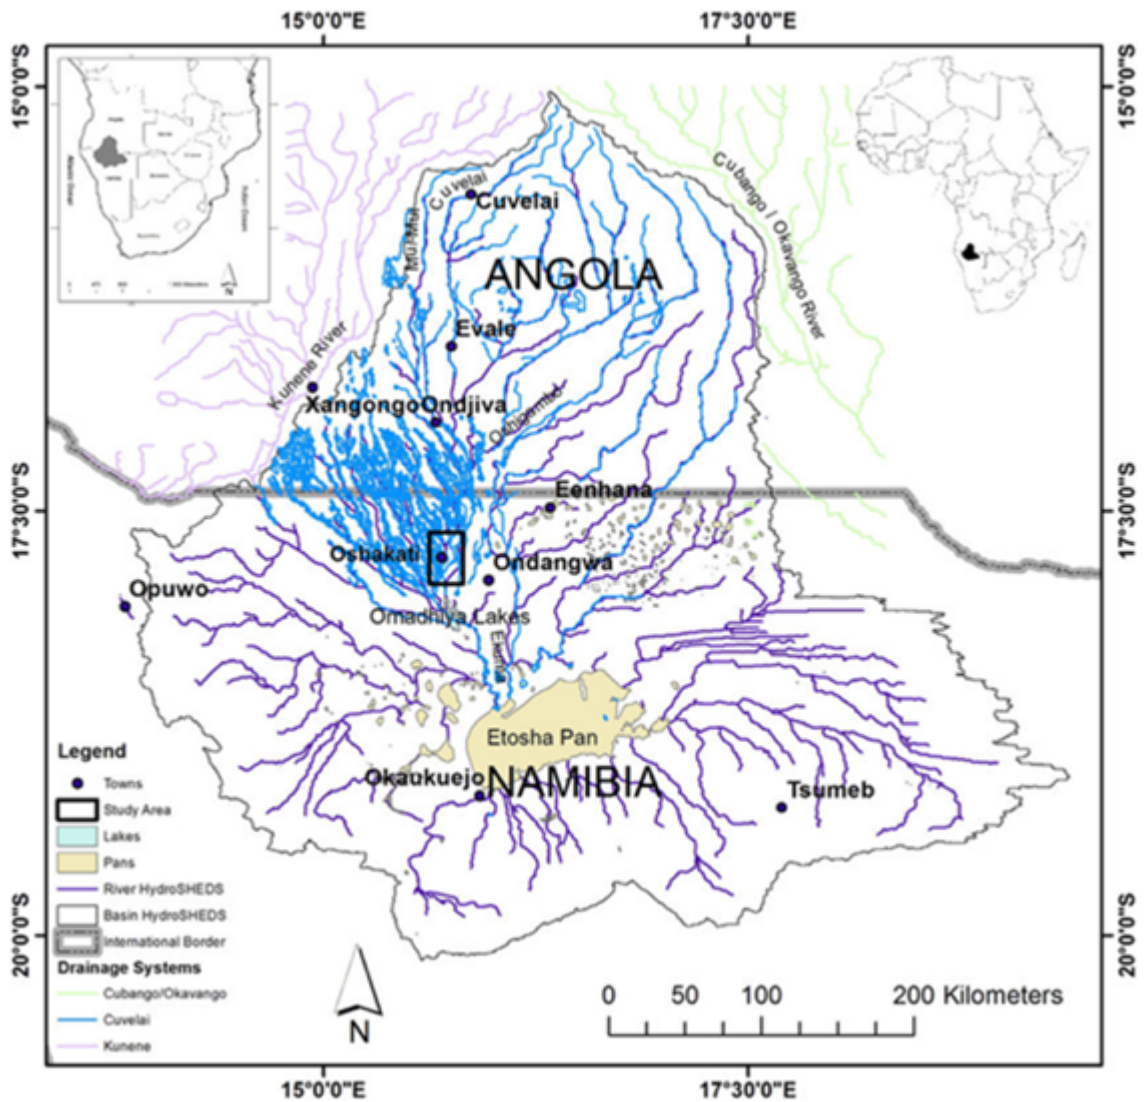 15°0'0"E
17°30'0"E
15°0'0"S
15°0'0"S
Cuvelai
Cuvelai
Mui-Mui
Cubango / Okavango River
ANGOLA
Evale
Kunene River
Xangongo
Ondjiva
Oshigambo
Eenhana
17°30'0"S
17°30'0"S
Oshakati
Ondangwa
Opuwo
Omadhiya Lakes
Ekuma
Etosha Pan
Okaukuejo
NAMIBIA
Tsumeb
Legend
Towns
Study Area
Lakes
Pans
River HydroSHEDS
Basin HydroSHEDS
International Border
Drainage Systems
Cubango/Okavango
Cuvelai
Kunene
N
0 50 100 200 Kilometers
20°0'0"S
20°0'0"S
15°0'0"E
17°30'0"E